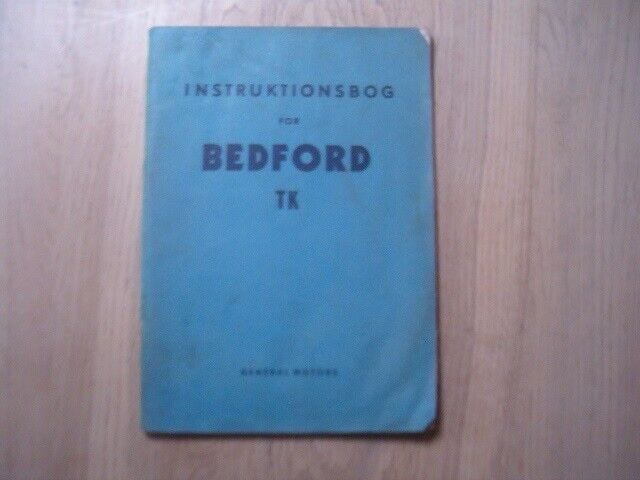 INSTRUKTIONSBOG
FOR
BEDFORD
TK
GENERAL MOTORS